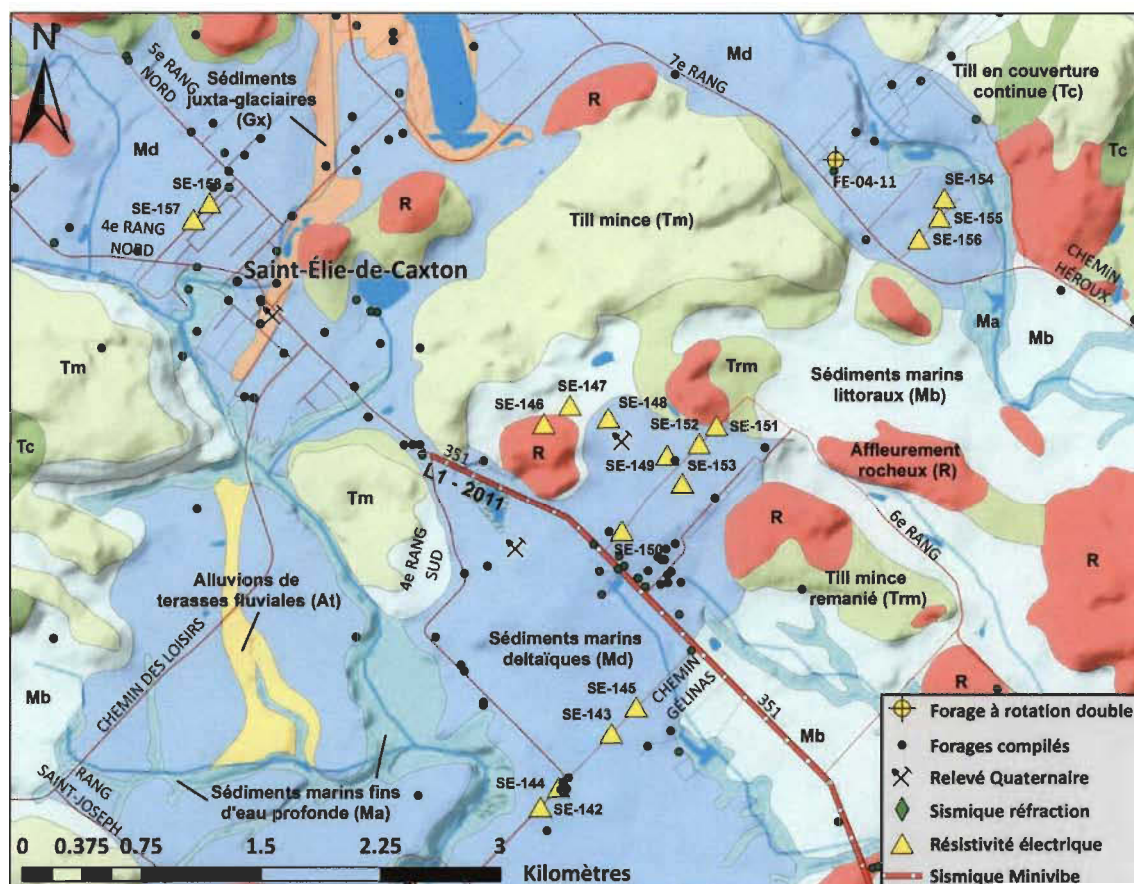 N
5e RANG
NORD
Sédiments
juxta-glaciaires
(Gx)
Md
7e RANG
Md
Till en couverture
continue (Tc)
R
Tc
FE-04-11
SE-154
SE-155
SE-156
SE-158
SE-157
4e RANG
NORD
R
Till mince (Tm)
Saint-Élie-de-Caxton
CHEMIN
HÉROUX
Ma
Mb
Tm
Trm
Sédiments marins
littoraux (Mb)
SE-147
SE-146
SE-148
SE-152
SE-151
SE-149
SE-153
R
Tc
Affleurement
rocheux (R)
351
L1 - 2011
Tm
R
6e RANG
R
4e RANG
SUD
SE-150
Alluvions de
terasses fluviales (At)
Till mince
remanié (Trm)
CHEMIN DES LOISIRS
Sédiments marins
deltaïques (Md)
Mb
CHEMIN
GÉLINAS
351
R
SE-145
SE-143
Mb
RANG
SAINT-JOSEPH
Sédiments marins fins
d'eau profonde (Ma)
SE-144
SE-142
Forage à rotation double
Forages compilés
Relevé Quaternaire
Sismique réfraction
Résistivité électrique
Sismique Minivibe
0 0.375 0.75 1.5 2.25 3
Kilomètres